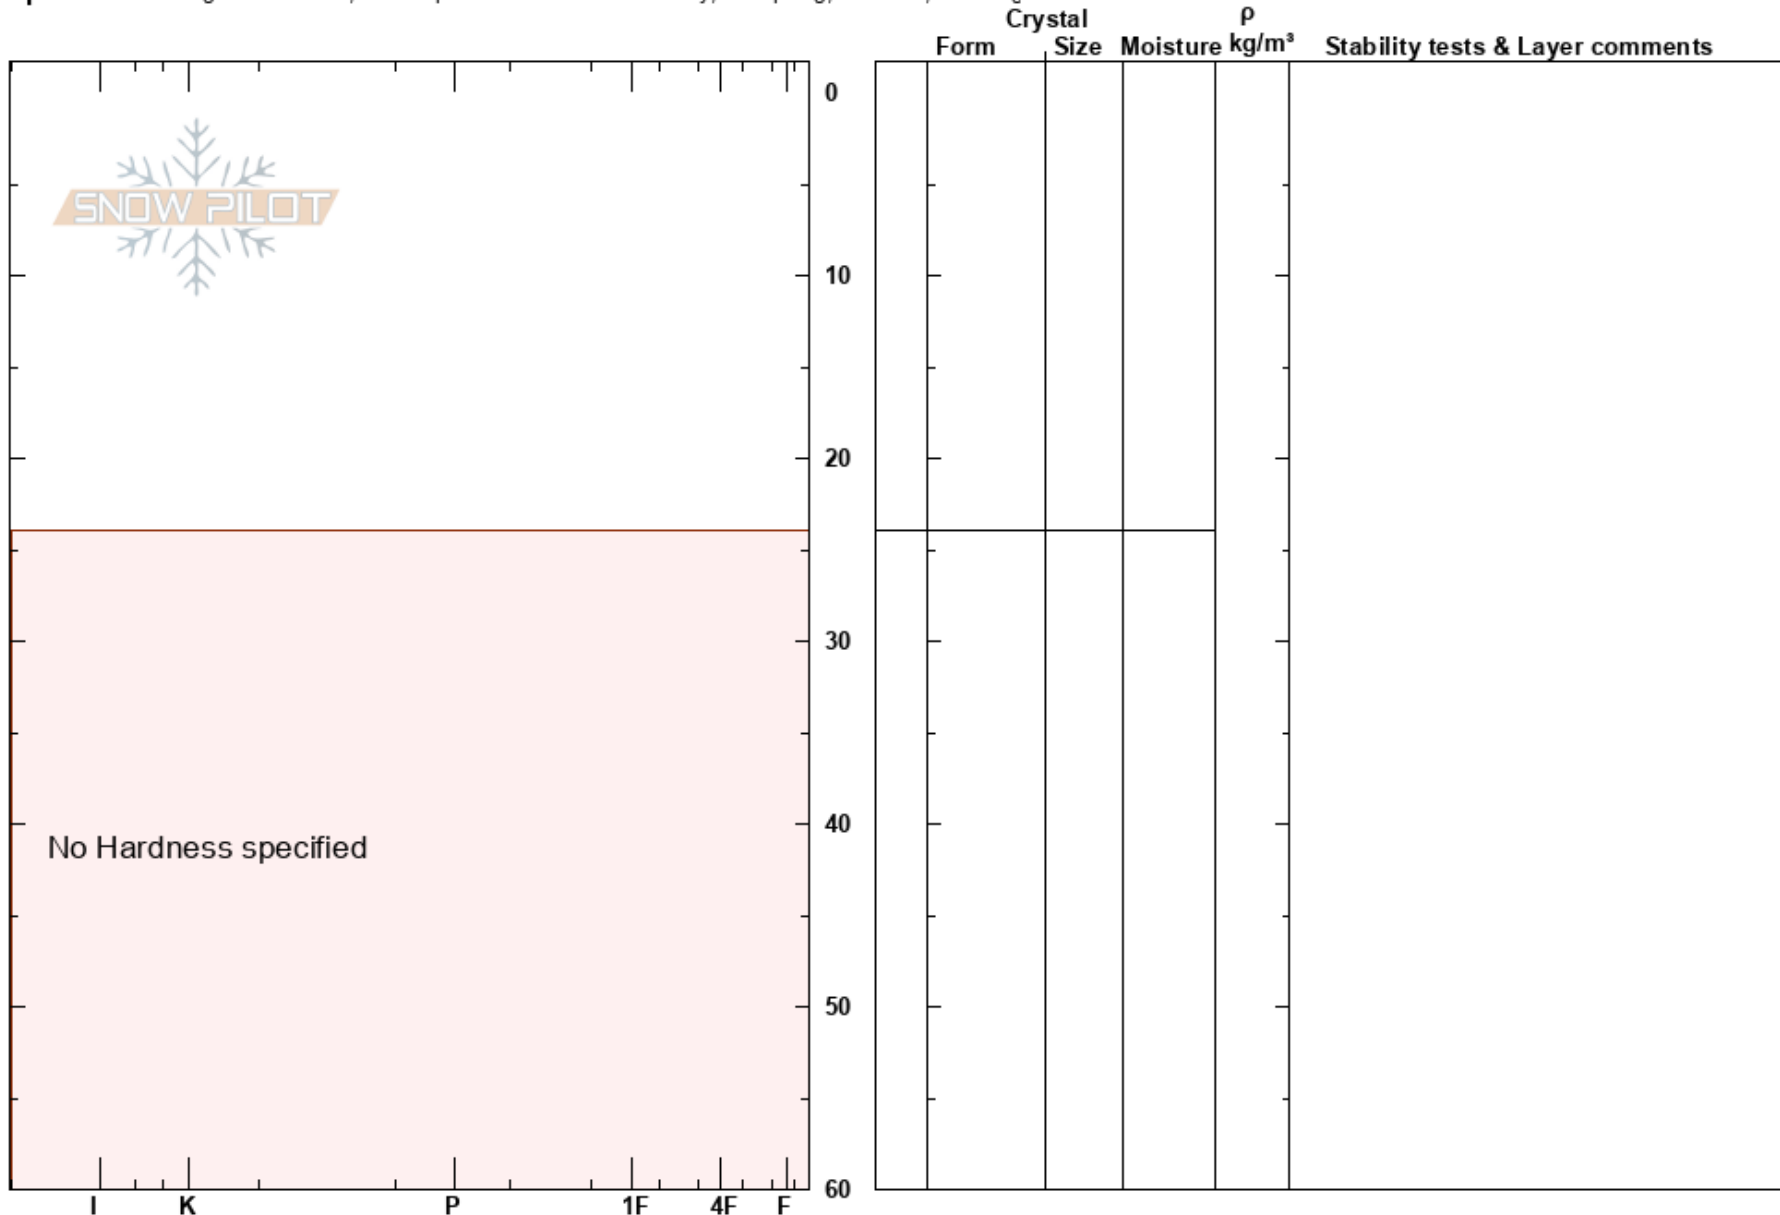 Crystal
ρ
Form Size Moisture kg/m³ Stability tests & Layer comments
0
SNOW PILOT
10
20
30
40
No Hardness specified
50
60
I K P 1F 4F F